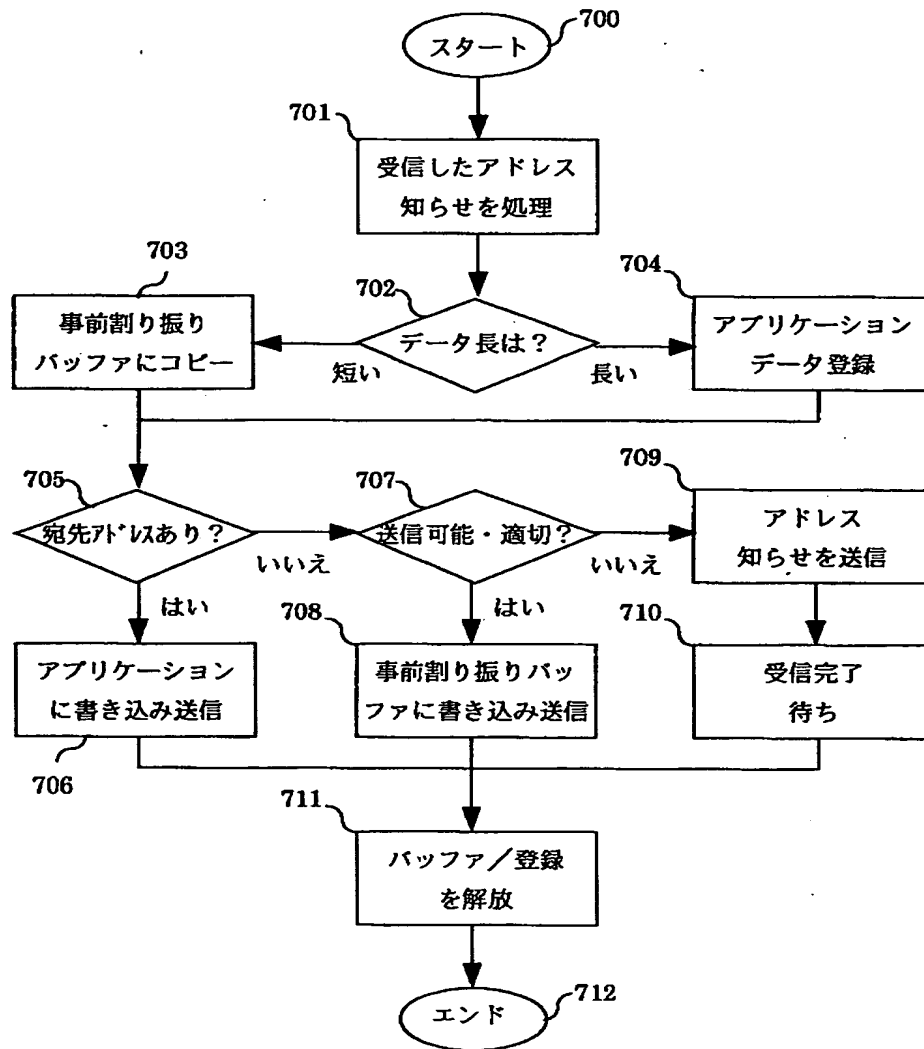 700
スタート
701
受信したアドレス
知らせを処理
703
702
704
事前割り振り
バッファにコピー
データ長は?
アプリケーション
データ登録
短い
長い
705
707
709
宛先アドレスあり?
送信可能・適切?
アドレス
知らせを送信
いいえ
いいえ
はい
はい
708
710
アプリケーション
に書き込み送信
事前割り振りバッ
ファに書き込み送信
受信完了
待ち
706
711
バッファ/登録
を解放
エンド
712